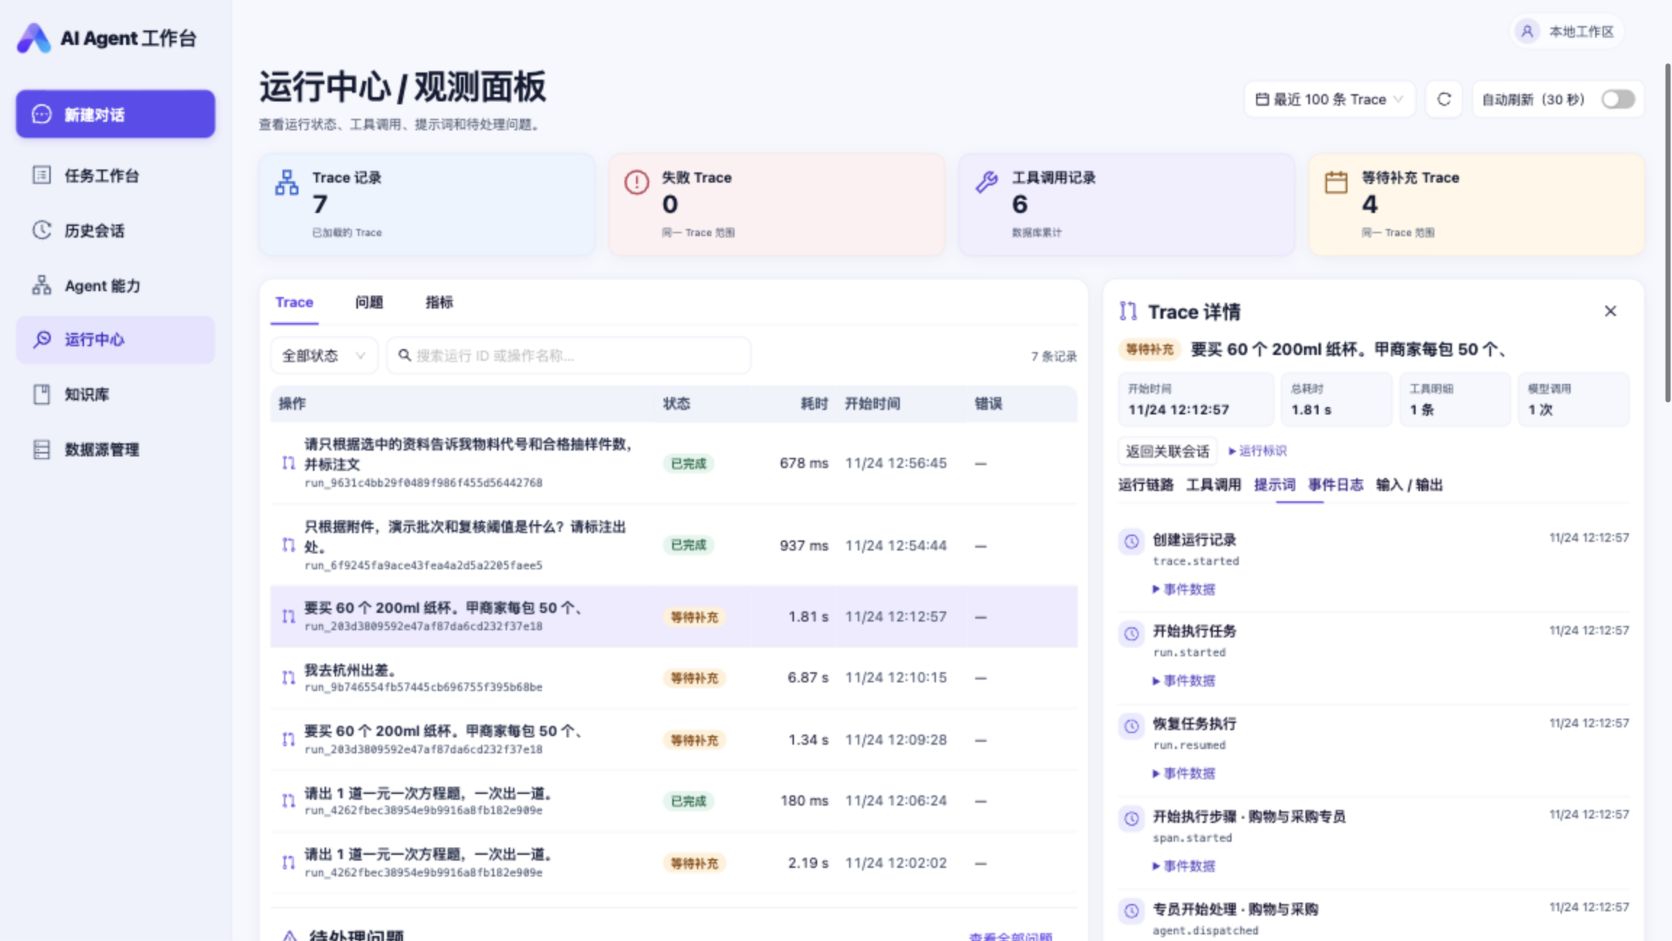 AI Agent 工作台
新建对话
任务工作台
历史会话
Agent 能力
运行中心
知识库
数据源管理
本地工作区
运行中心 / 观测面板
查看运行状态、工具调用、提示词和待处理问题。
最近 100 条 Trace
自动刷新（30 秒）
Trace 记录
7
已加载的 Trace
失败 Trace
0
同一 Trace 范围
工具调用记录
6
数据库累计
等待补充 Trace
4
同一 Trace 范围
Trace 问题 指标
全部状态 搜索运行 ID 或操作名称... 7 条记录
操作 状态 耗时 开始时间 错误
请只根据选中的资料告诉我物料代号和合格抽样件数，
并标注文
run_9631c4bb29f0489f986f455d56442768
已完成 678 ms 11/24 12:56:45 —
只根据附件，演示批次和复核阈值是什么？请标注出
处。
run_6f9245fa9ace43fea4a2d5a2205faee5
已完成 937 ms 11/24 12:54:44 —
要买 60 个 200ml 纸杯。甲商家每包 50 个、
run_203d3809592e47af87da6cd232f37e18
等待补充 1.81 s 11/24 12:12:57 —
我去杭州出差。
run_9b746554fb57445cb696755f395b68be
等待补充 6.87 s 11/24 12:10:15 —
要买 60 个 200ml 纸杯。甲商家每包 50 个、
run_203d3809592e47af87da6cd232f37e18
等待补充 1.34 s 11/24 12:09:28 —
请出 1 道一元一次方程题，一次出一道。
run_4262fbec38954e9b9916a8fb182e909e
已完成 180 ms 11/24 12:06:24 —
请出 1 道一元一次方程题，一次出一道。
run_4262fbec38954e9b9916a8fb182e909e
等待补充 2.19 s 11/24 12:02:02 —
待处理问题 查看全部问题
Trace 详情
等待补充 要买 60 个 200ml 纸杯。甲商家每包 50 个、
开始时间
11/24 12:12:57
总耗时
1.81 s
工具明细
1 条
模型调用
1 次
返回关联会话 运行标识
运行链路 工具调用 提示词 事件日志 输入 / 输出
创建运行记录 11/24 12:12:57
trace.started
事件数据
开始执行任务 11/24 12:12:57
run.started
事件数据
恢复任务执行 11/24 12:12:57
run.resumed
事件数据
开始执行步骤 · 购物与采购专员 11/24 12:12:57
span.started
事件数据
专员开始处理 · 购物与采购 11/24 12:12:57
agent.dispatched